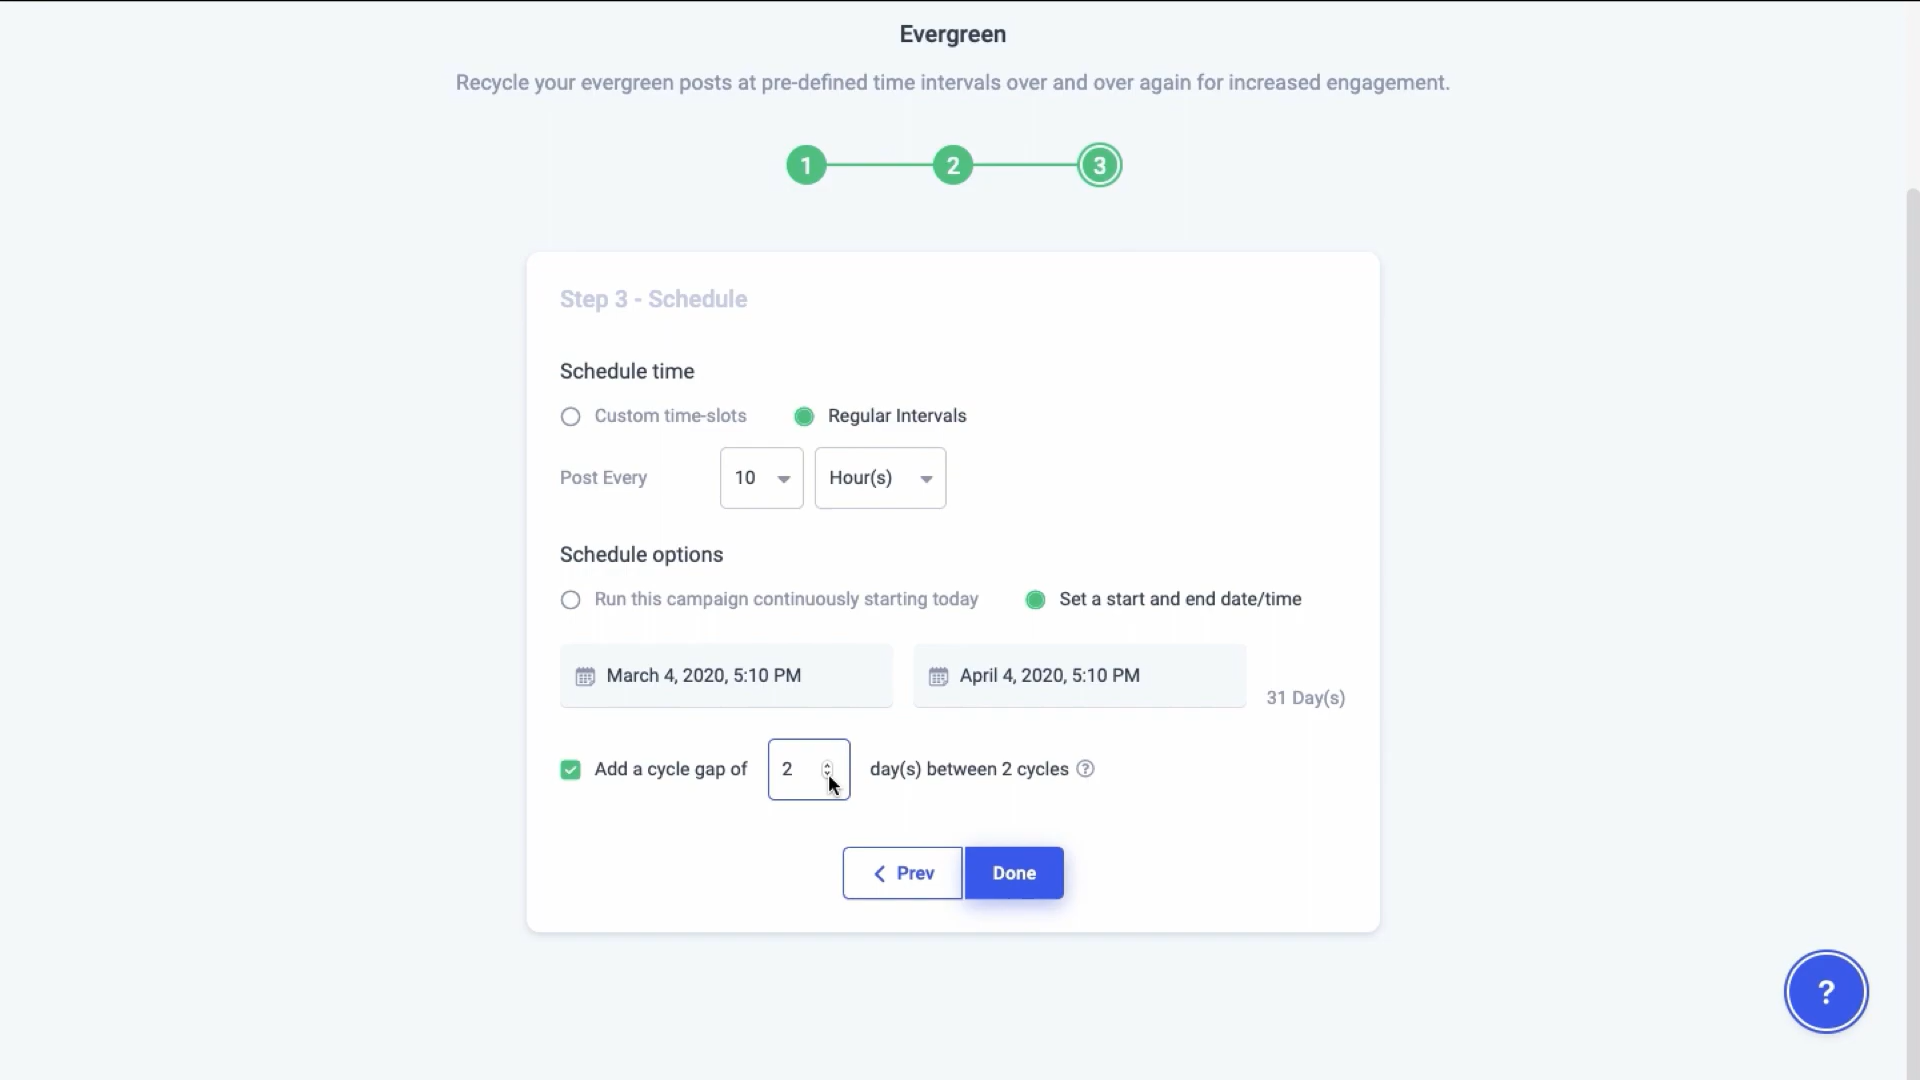 Evergreen
Recycle your evergreen posts at pre-defined time intervals over and over again for increased engagement.
1 2 3
Step 3 - Schedule
Schedule time
Custom time-slots Regular Intervals
Post Every 10 Hour(s)
Schedule options
Run this campaign continuously starting today Set a start and end date/time
March 4, 2020, 5:10 PM April 4, 2020, 5:10 PM 31 Day(s)
Add a cycle gap of 2 day(s) between 2 cycles ?
Prev Done
?